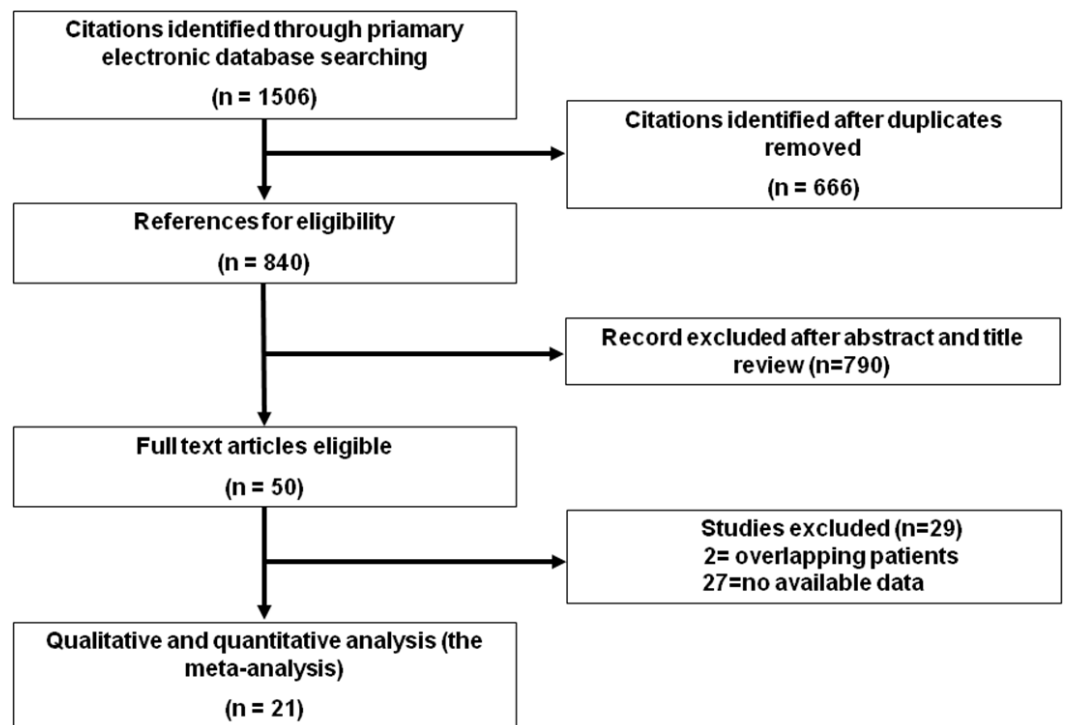 Citations identified through priamary
electronic database searching
(n = 1506)
Citations identified after duplicates
removed
(n = 666)
References for eligibility
(n = 840)
Record excluded after abstract and title
review (n=790)
Full text articles eligible
(n = 50)
Studies excluded (n=29)
2= overlapping patients
27=no available data
Qualitative and quantitative analysis (the
meta-analysis)
(n = 21)